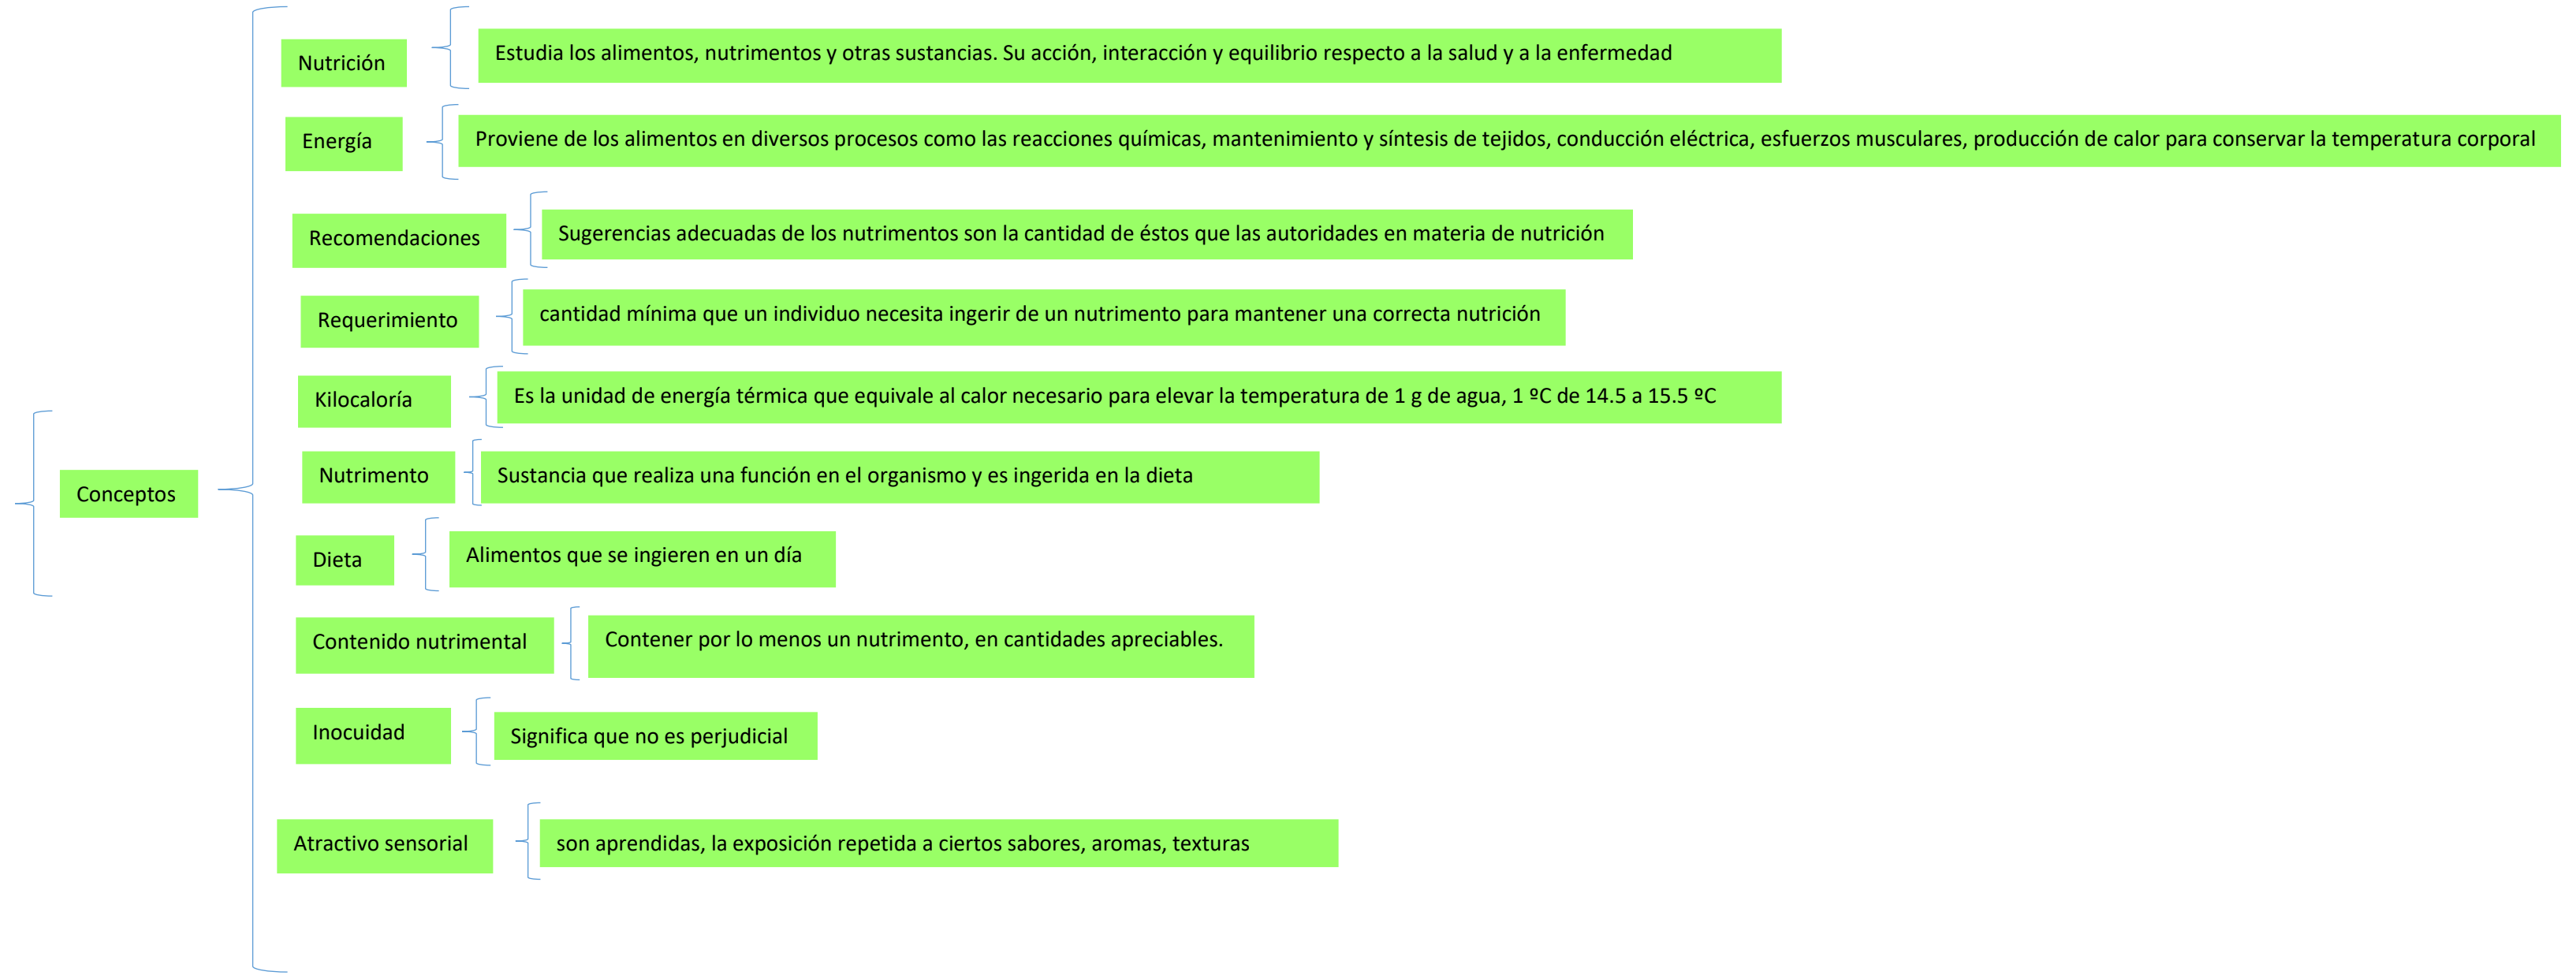 Nutrición
Estudia los alimentos, nutrimentos y otras sustancias. Su acción, interacción y equilibrio respecto a la salud y a la enfermedad
Energía
Proviene de los alimentos en diversos procesos como las reacciones químicas, mantenimiento y síntesis de tejidos, conducción eléctrica, esfuerzos musculares, producción de calor para conservar la temperatura corporal
Recomendaciones
Sugerencias adecuadas de los nutrimentos son la cantidad de éstos que las autoridades en materia de nutrición
Requerimiento
cantidad mínima que un individuo necesita ingerir de un nutrimento para mantener una correcta nutrición
Kilocaloría
Es la unidad de energía térmica que equivale al calor necesario para elevar la temperatura de 1 g de agua, 1 ºC de 14.5 a 15.5 ºC
Conceptos
Nutrimento
Sustancia que realiza una función en el organismo y es ingerida en la dieta
Dieta
Alimentos que se ingieren en un día
Contenido nutrimental
Contener por lo menos un nutrimento, en cantidades apreciables.
Inocuidad
Significa que no es perjudicial
Atractivo sensorial
son aprendidas, la exposición repetida a ciertos sabores, aromas, texturas